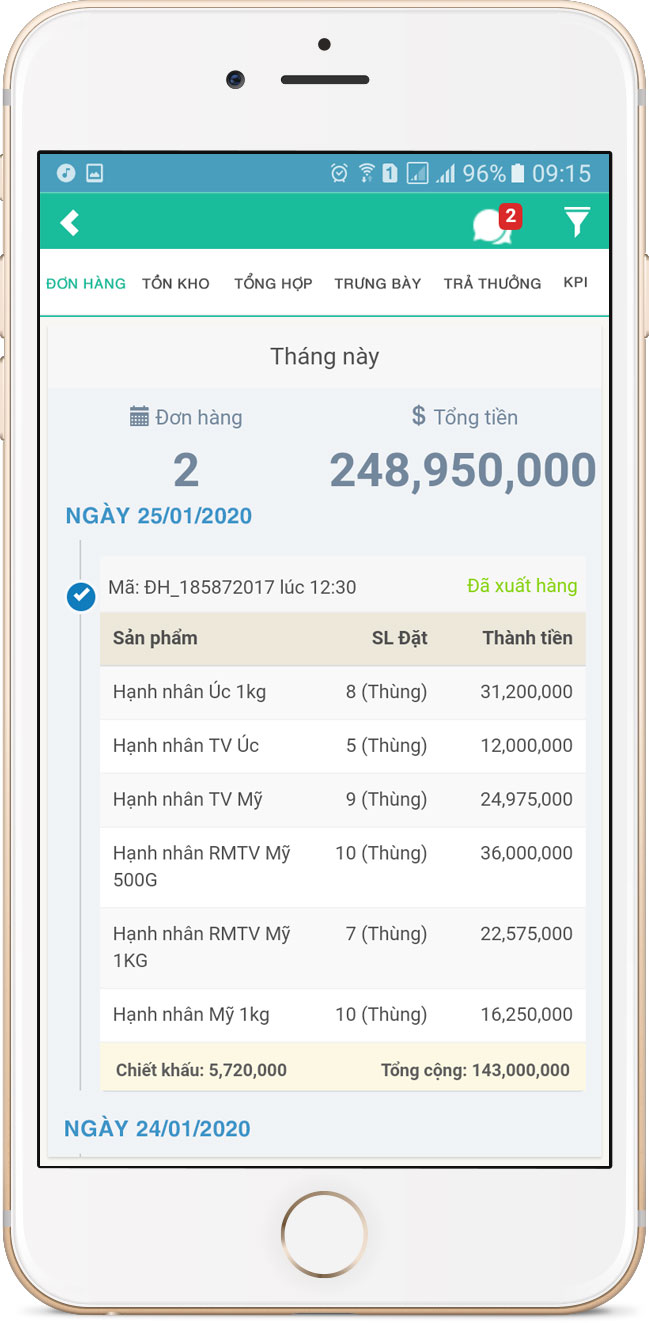 1 96% 09:15
2
ĐƠN HÀNG TỒN KHO TỔNG HỢP TRƯNG BÀY TRẢ THƯỞNG KPI
Tháng này
Đơn hàng $ Tổng tiền
2 248,950,000
NGÀY 25/01/2020
Mã: ĐH_185872017 lúc 12:30 Đã xuất hàng
Sản phẩm SL Đặt Thành tiền
Hạnh nhân Úc 1kg 8 (Thùng) 31,200,000
Hạnh nhân TV Úc 5 (Thùng) 12,000,000
Hạnh nhân TV Mỹ 9 (Thùng) 24,975,000
Hạnh nhân RMTV Mỹ 10 (Thùng) 36,000,000
500G
Hạnh nhân RMTV Mỹ 7 (Thùng) 22,575,000
1KG
Hạnh nhân Mỹ 1kg 10 (Thùng) 16,250,000
Chiết khấu: 5,720,000 Tổng cộng: 143,000,000
NGÀY 24/01/2020